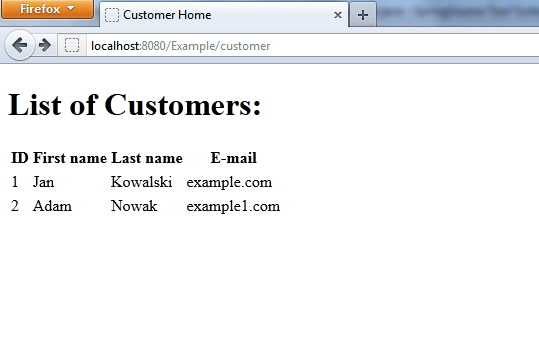 Firefox
Customer Home
localhost:8080/Example/customer
List of Customers:
ID First name Last name E-mail
1 Jan Kowalski example.com
2 Adam Nowak example1.com